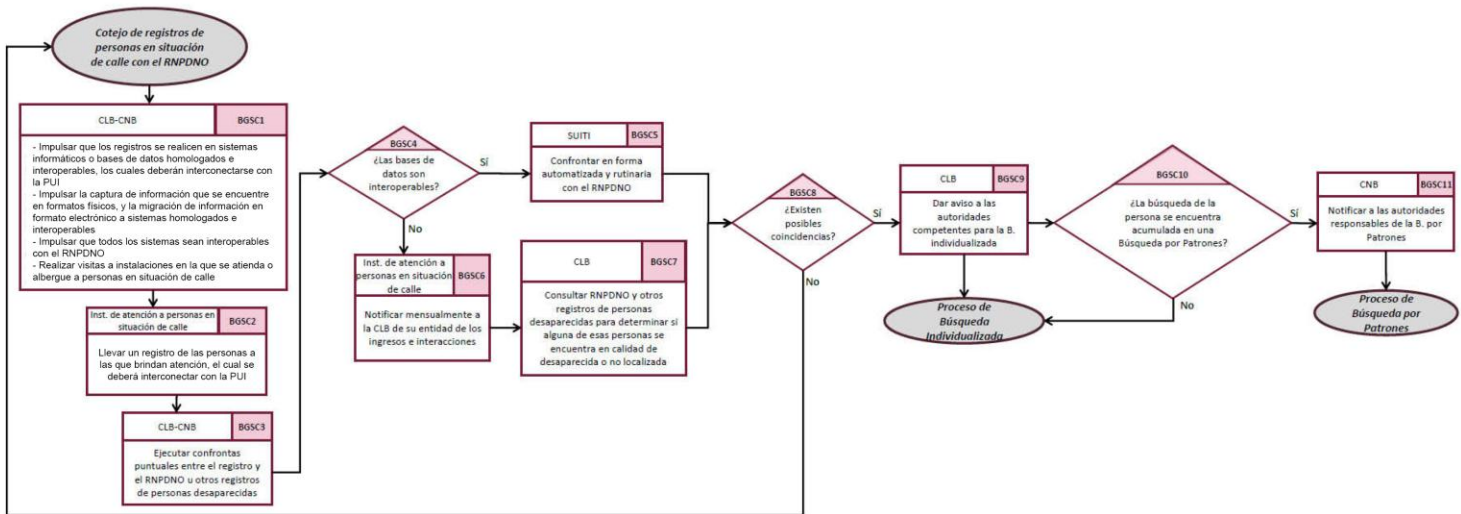 Cotejo de registros de
personas en situación
de calle con el RNPDNO
CLB-CNB
BGSC1
- Impulsar que los registros se realicen en sistemas
informáticos o bases de datos homologados e
interoperables, los cuales deberán interconectarse con
la PUI
- Impulsar la captura de información que se encuentre
en formatos físicos, y la migración de información en
formato electrónico a sistemas homologados e
interoperables
- Impulsar que todos los sistemas sean interoperables
con el RNPDNO
- Realizar visitas a instalaciones en la que se atienda o
albergue a personas en situación de calle
Inst. de atención a personas en
situación de calle
BGSC2
Llevar un registro de las personas a
las que brindan atención, el cual se
deberá interconectar con la PUI
CLB-CNB
BGSC3
Ejecutar confrontas
puntuales entre el registro y
el RNPDNO u otros registros
de personas desaparecidas
BGSC4
¿Las bases de
datos son
interoperables?
Sí
No
SUITI
BGSC5
Confrontar en forma
automatizada y rutinaria
con el RNPDNO
Inst. de atención a
personas en situación
de calle
BGSC6
Notificar mensualmente
a la CLB de su entidad de los
ingresos e interacciones
CLB
BGSC7
Consultar RNPDNO y otros
registros de personas
desaparecidas para determinar sí
alguna de esas personas se
encuentra en calidad de
desaparecida o no localizada
BGSC8
¿Existen
posibles
coincidencias?
Sí
No
CLB
BGSC9
Dar aviso a las
autoridades
competentes para la B.
individualizada
Proceso de
Búsqueda
Individualizada
BGSC10
¿La búsqueda de la
persona se encuentra
acumulada en una
Búsqueda por Patrones?
Sí
No
CNB
BGSC11
Notificar a las autoridades
responsables de la B. por
Patrones
Proceso de
Búsqueda por
Patrones